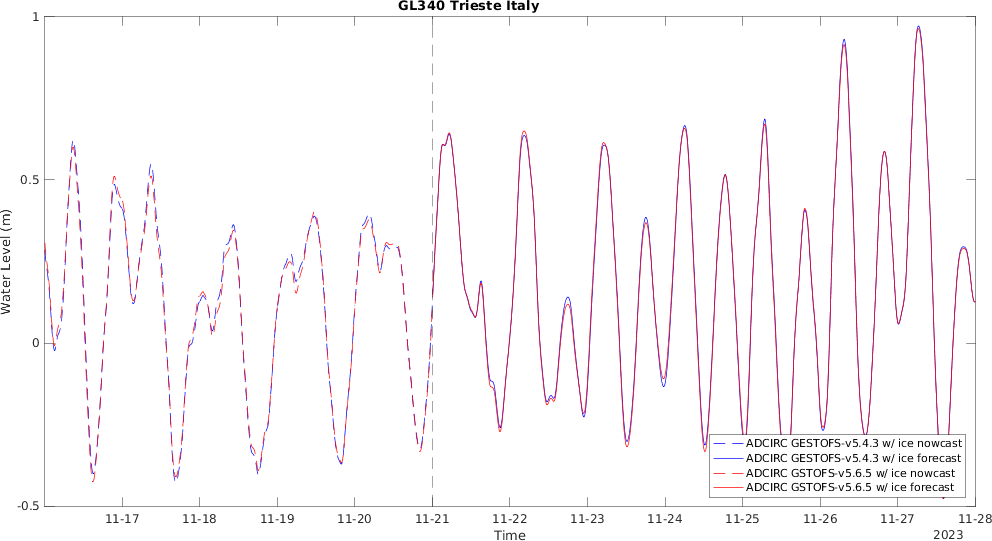 GL340 Trieste Italy
1
0.5
0
-0.5
Water Level (m)
11-17 11-18 11-19 11-20 11-21 11-22 11-23 11-24 11-25 11-26 11-27 11-28
Time
2023
ADCIRC GESTOFS-v5.4.3 w/ ice nowcast
ADCIRC GESTOFS-v5.4.3 w/ ice forecast
ADCIRC GSTOFS-v5.6.5 w/ ice nowcast
ADCIRC GSTOFS-v5.6.5 w/ ice forecast